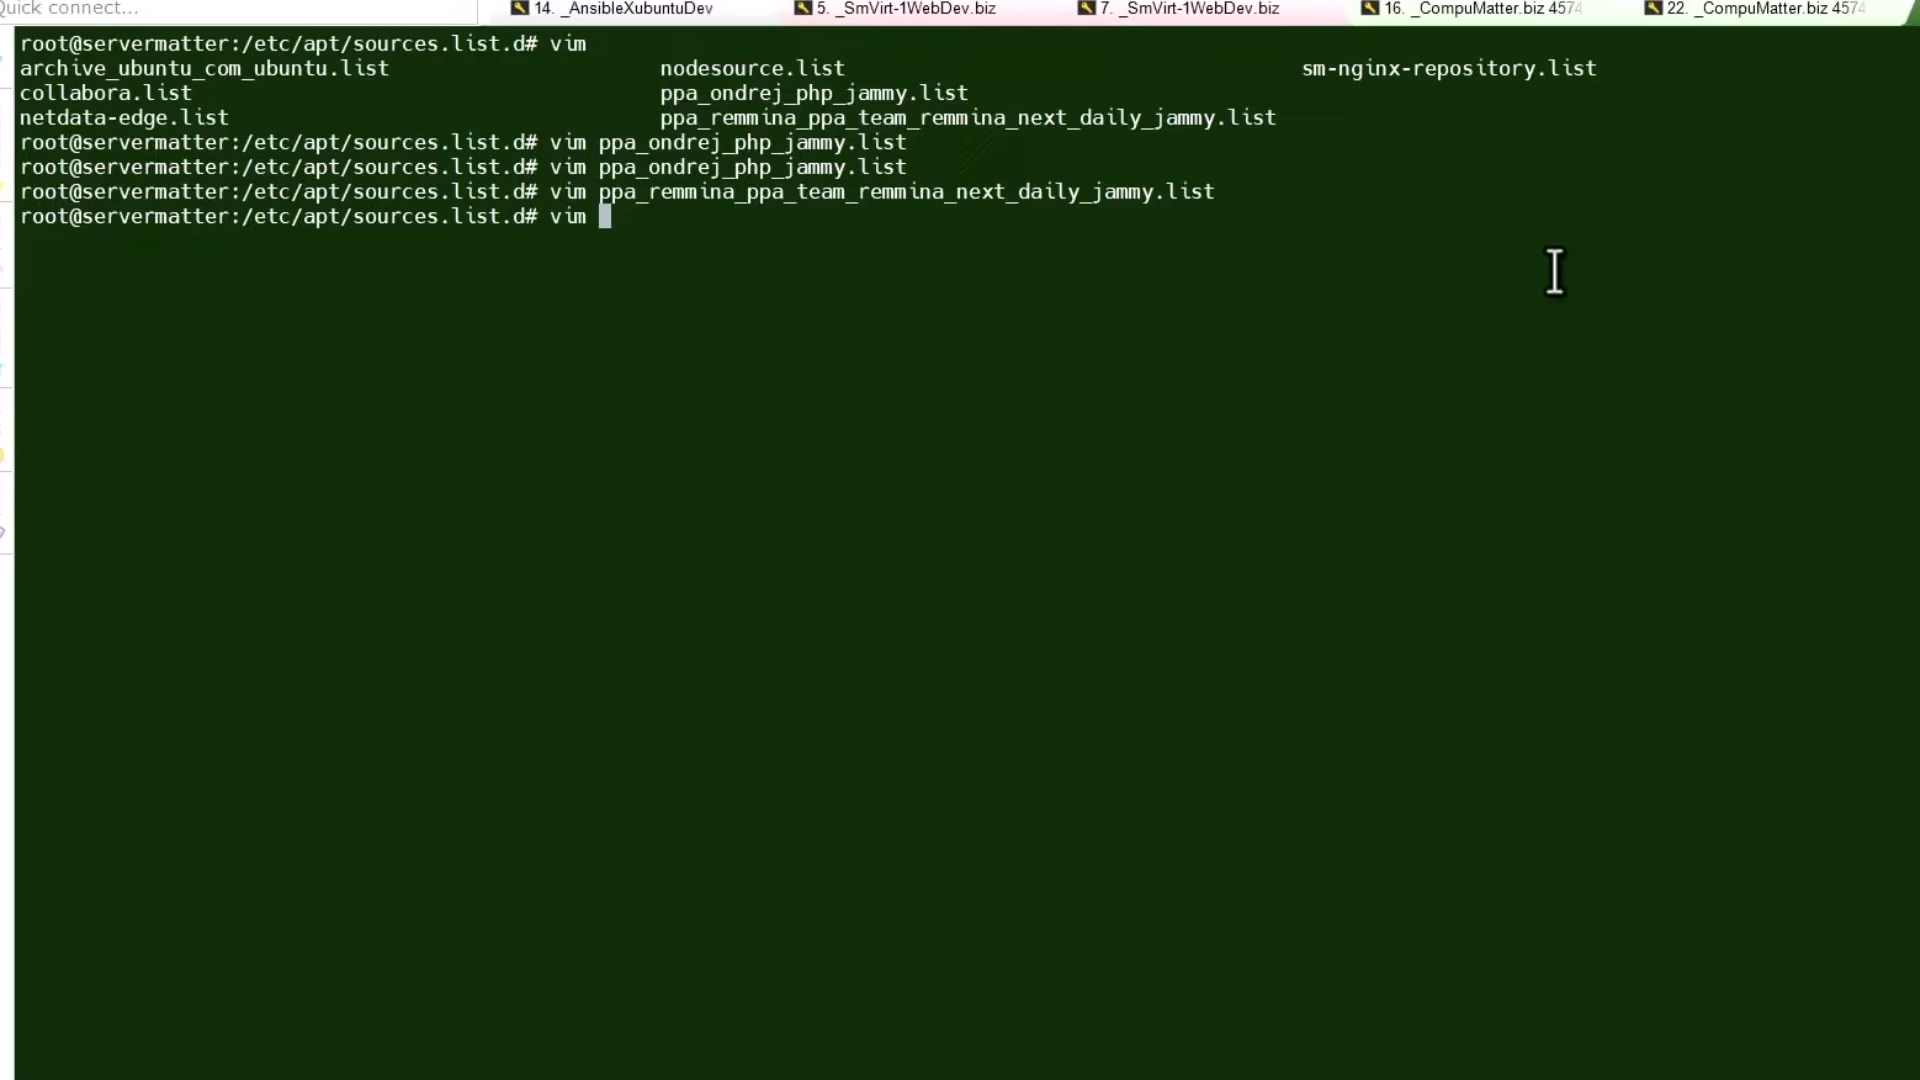 Quick connect...
14. _AnsibleXubuntuDev
5. _SmVirt-1WebDev.biz
7. _SmVirt-1WebDev.biz
16. _CompuMatter.biz 4574
22. _CompuMatter.biz 4574
root@servermatter:/etc/apt/sources.list.d# vim
archive_ubuntu_com_ubuntu.list nodesource.list sm-nginx-repository.list
collabora.list ppa_ondrej_php_jammy.list
netdata-edge.list ppa_remmina_ppa_team_remmina_next_daily_jammy.list
root@servermatter:/etc/apt/sources.list.d# vim ppa_ondrej_php_jammy.list
root@servermatter:/etc/apt/sources.list.d# vim ppa_ondrej_php_jammy.list
root@servermatter:/etc/apt/sources.list.d# vim ppa_remmina_ppa_team_remmina_next_daily_jammy.list
root@servermatter:/etc/apt/sources.list.d# vim